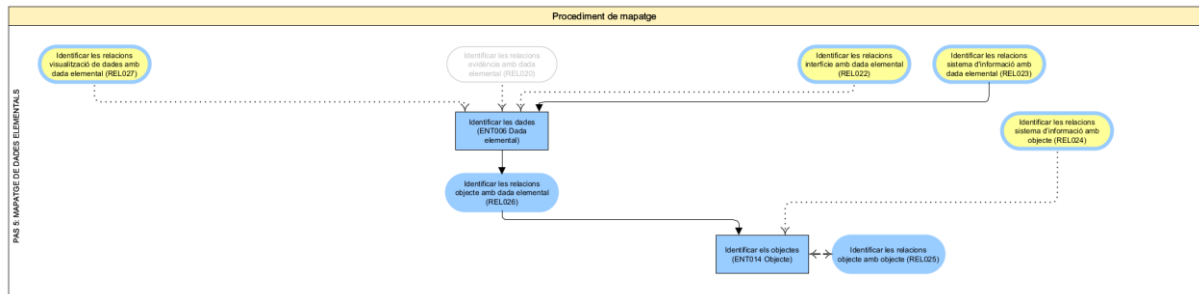 Procediment de mapatge
PAS 5: MAPATGE DE DADES ELEMENTALS
Identificar les relacions
visualització de dades amb
dada elemental (REL027)
Identificar les relacions
evidència amb dada
elemental (REL020)
Identificar les relacions
interfície amb dada elemental
(REL022)
Identificar les relacions
sistema d'informació amb
dada elemental (REL023)
Identificar les dades
(ENT006 Dada
elemental)
Identificar les relacions
sistema d'informació amb
objecte (REL024)
Identificar les relacions
objecte amb dada elemental
(REL026)
Identificar els objectes
(ENT014 Objecte)
Identificar les relacions
objecte amb objecte (REL025)